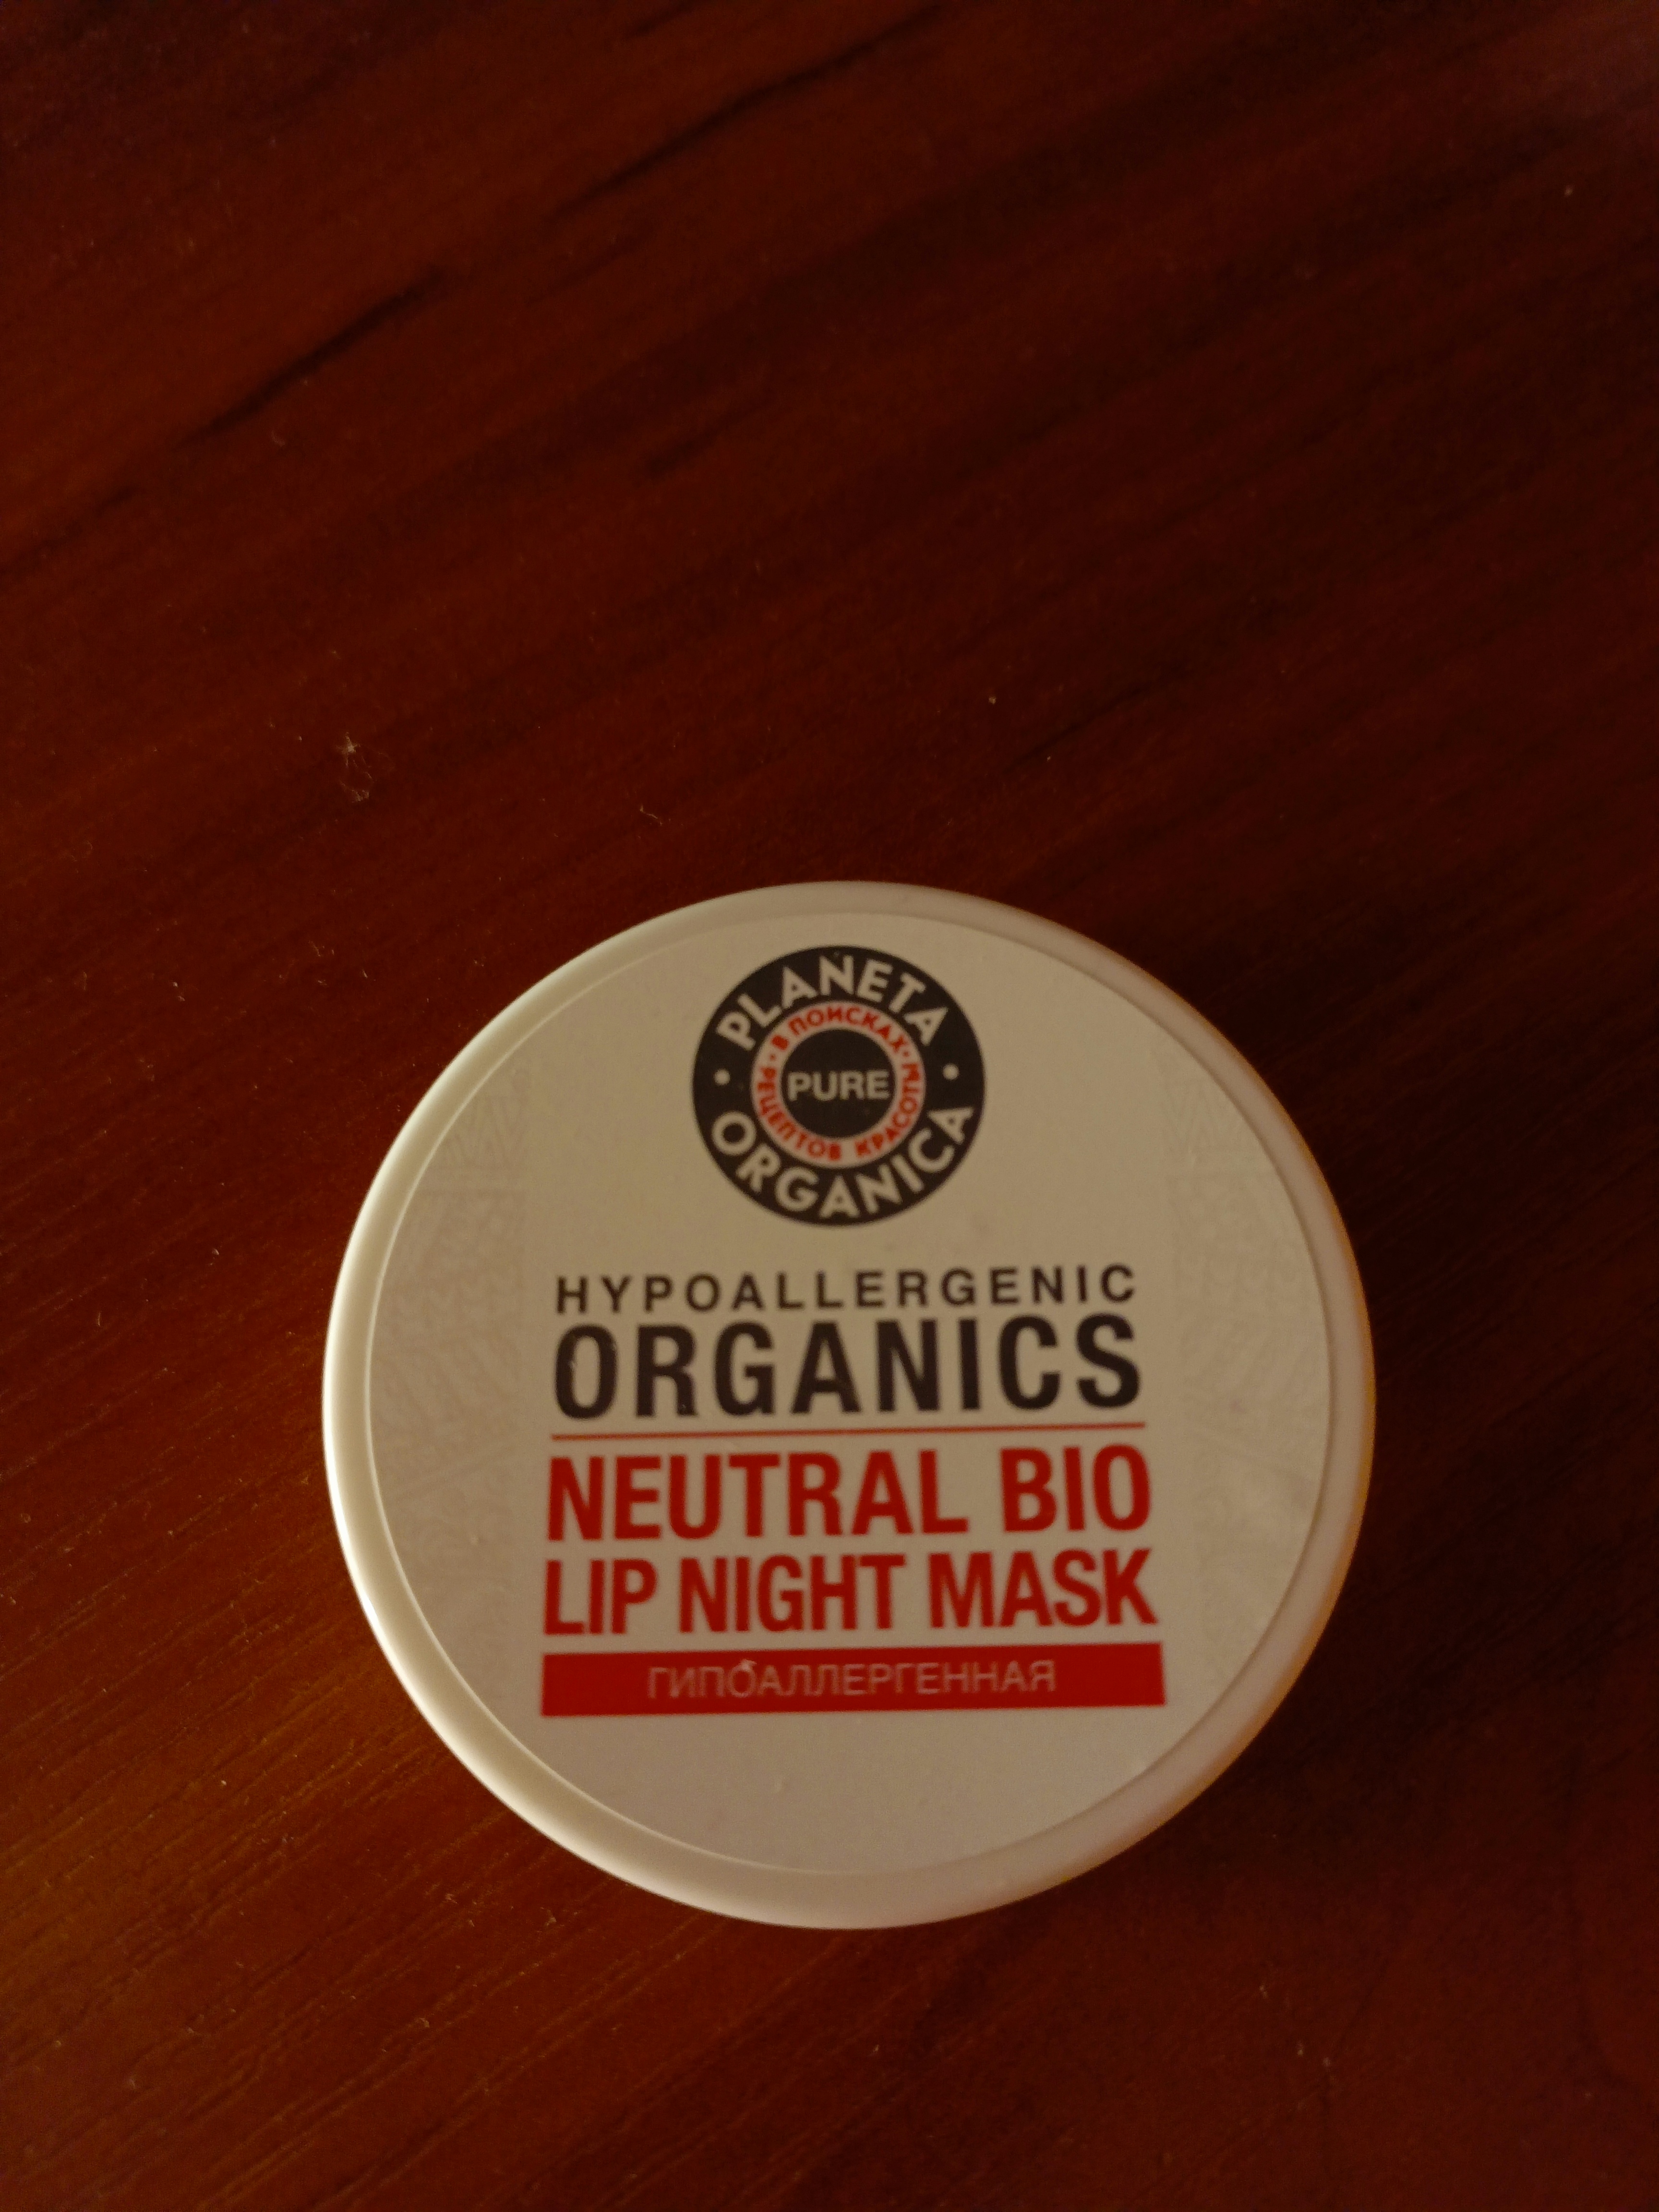 PLANETA
В ПОИСКАХ
РЕЦЕПТОВ КРАСОТЫ
PURE
ORGANICA
HYPOALLERGENIC
ORGANICS
NEUTRAL BIO
LIP NIGHT MASK
ГИПОАЛЛЕРГЕННАЯ